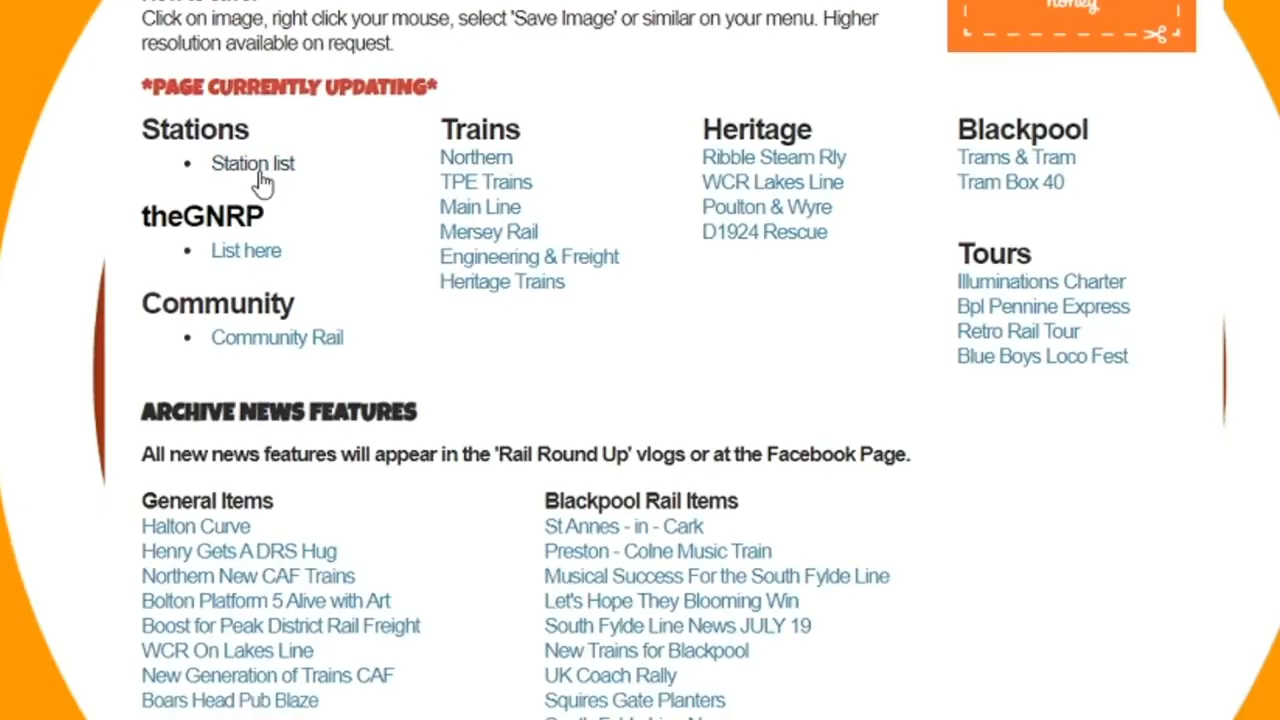 Click on image, right click your mouse, select 'Save Image' or similar on your menu. Higher
resolution available on request.
honey
*PAGE CURRENTLY UPDATING*
Stations
Station list
theGNRP
List here
Community
Community Rail
Trains
Northern
TPE Trains
Main Line
Mersey Rail
Engineering & Freight
Heritage Trains
Heritage
Ribble Steam Rly
WCR Lakes Line
Poulton & Wyre
D1924 Rescue
Blackpool
Trams & Tram
Tram Box 40
Tours
Illuminations Charter
Bpl Pennine Express
Retro Rail Tour
Blue Boys Loco Fest
ARCHIVE NEWS FEATURES
All new news features will appear in the 'Rail Round Up' vlogs or at the Facebook Page.
General Items
Halton Curve
Henry Gets A DRS Hug
Northern New CAF Trains
Bolton Platform 5 Alive with Art
Boost for Peak District Rail Freight
WCR On Lakes Line
New Generation of Trains CAF
Boars Head Pub Blaze
Blackpool Rail Items
St Annes - in - Cark
Preston - Colne Music Train
Musical Success For the South Fylde Line
Let's Hope They Blooming Win
South Fylde Line News JULY 19
New Trains for Blackpool
UK Coach Rally
Squires Gate Planters